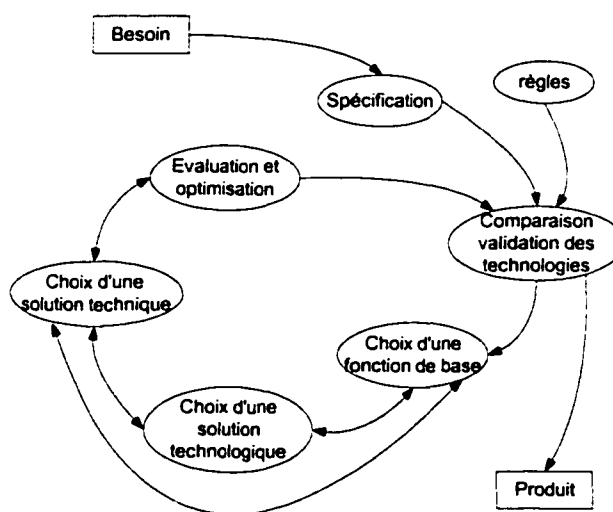 Besoin
Spécification
règles
Evaluation et
optimisation
Comparaison
validation des
technologies
Choix d'une
solution technique
Choix d'une
fonction de base
Choix d'une
solution
technologique
Produit